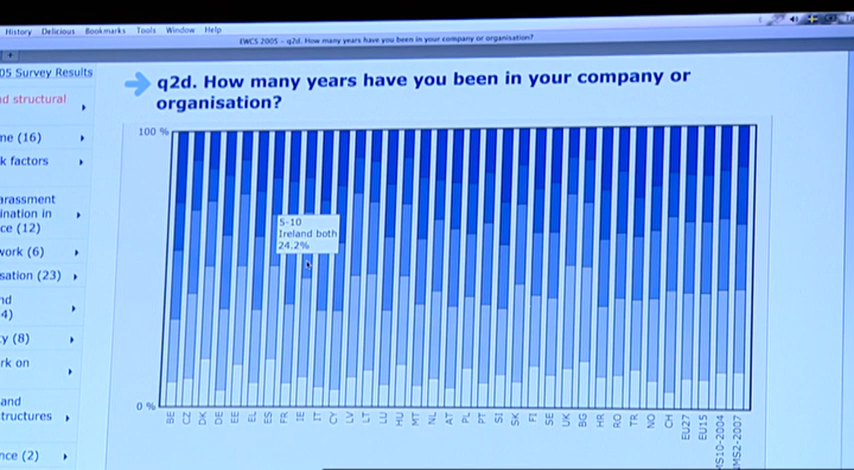 History Delicious Bookmarks Tools Window Help
EWCS 2005 - q2d. How many years have you been in your company or organisation?
+
05 Survey Results
d structural
me (16)
k factors
arassment
ination in
ce (12)
work (6)
sation (23)
nd
4)
y (8)
rk on
and
tructures
nce (2)
q2d. How many years have you been in your company or
organisation?
100 %
5-10
Ireland both
24.2%
0 %
BE CZ DK DE EE EL ES FR IE IT CY LV LT LU HU MT NL AT PL PT SI SK FI SE UK BG HR RO TR NO CH EU27 EU15 MS10-2004 MS2-2007